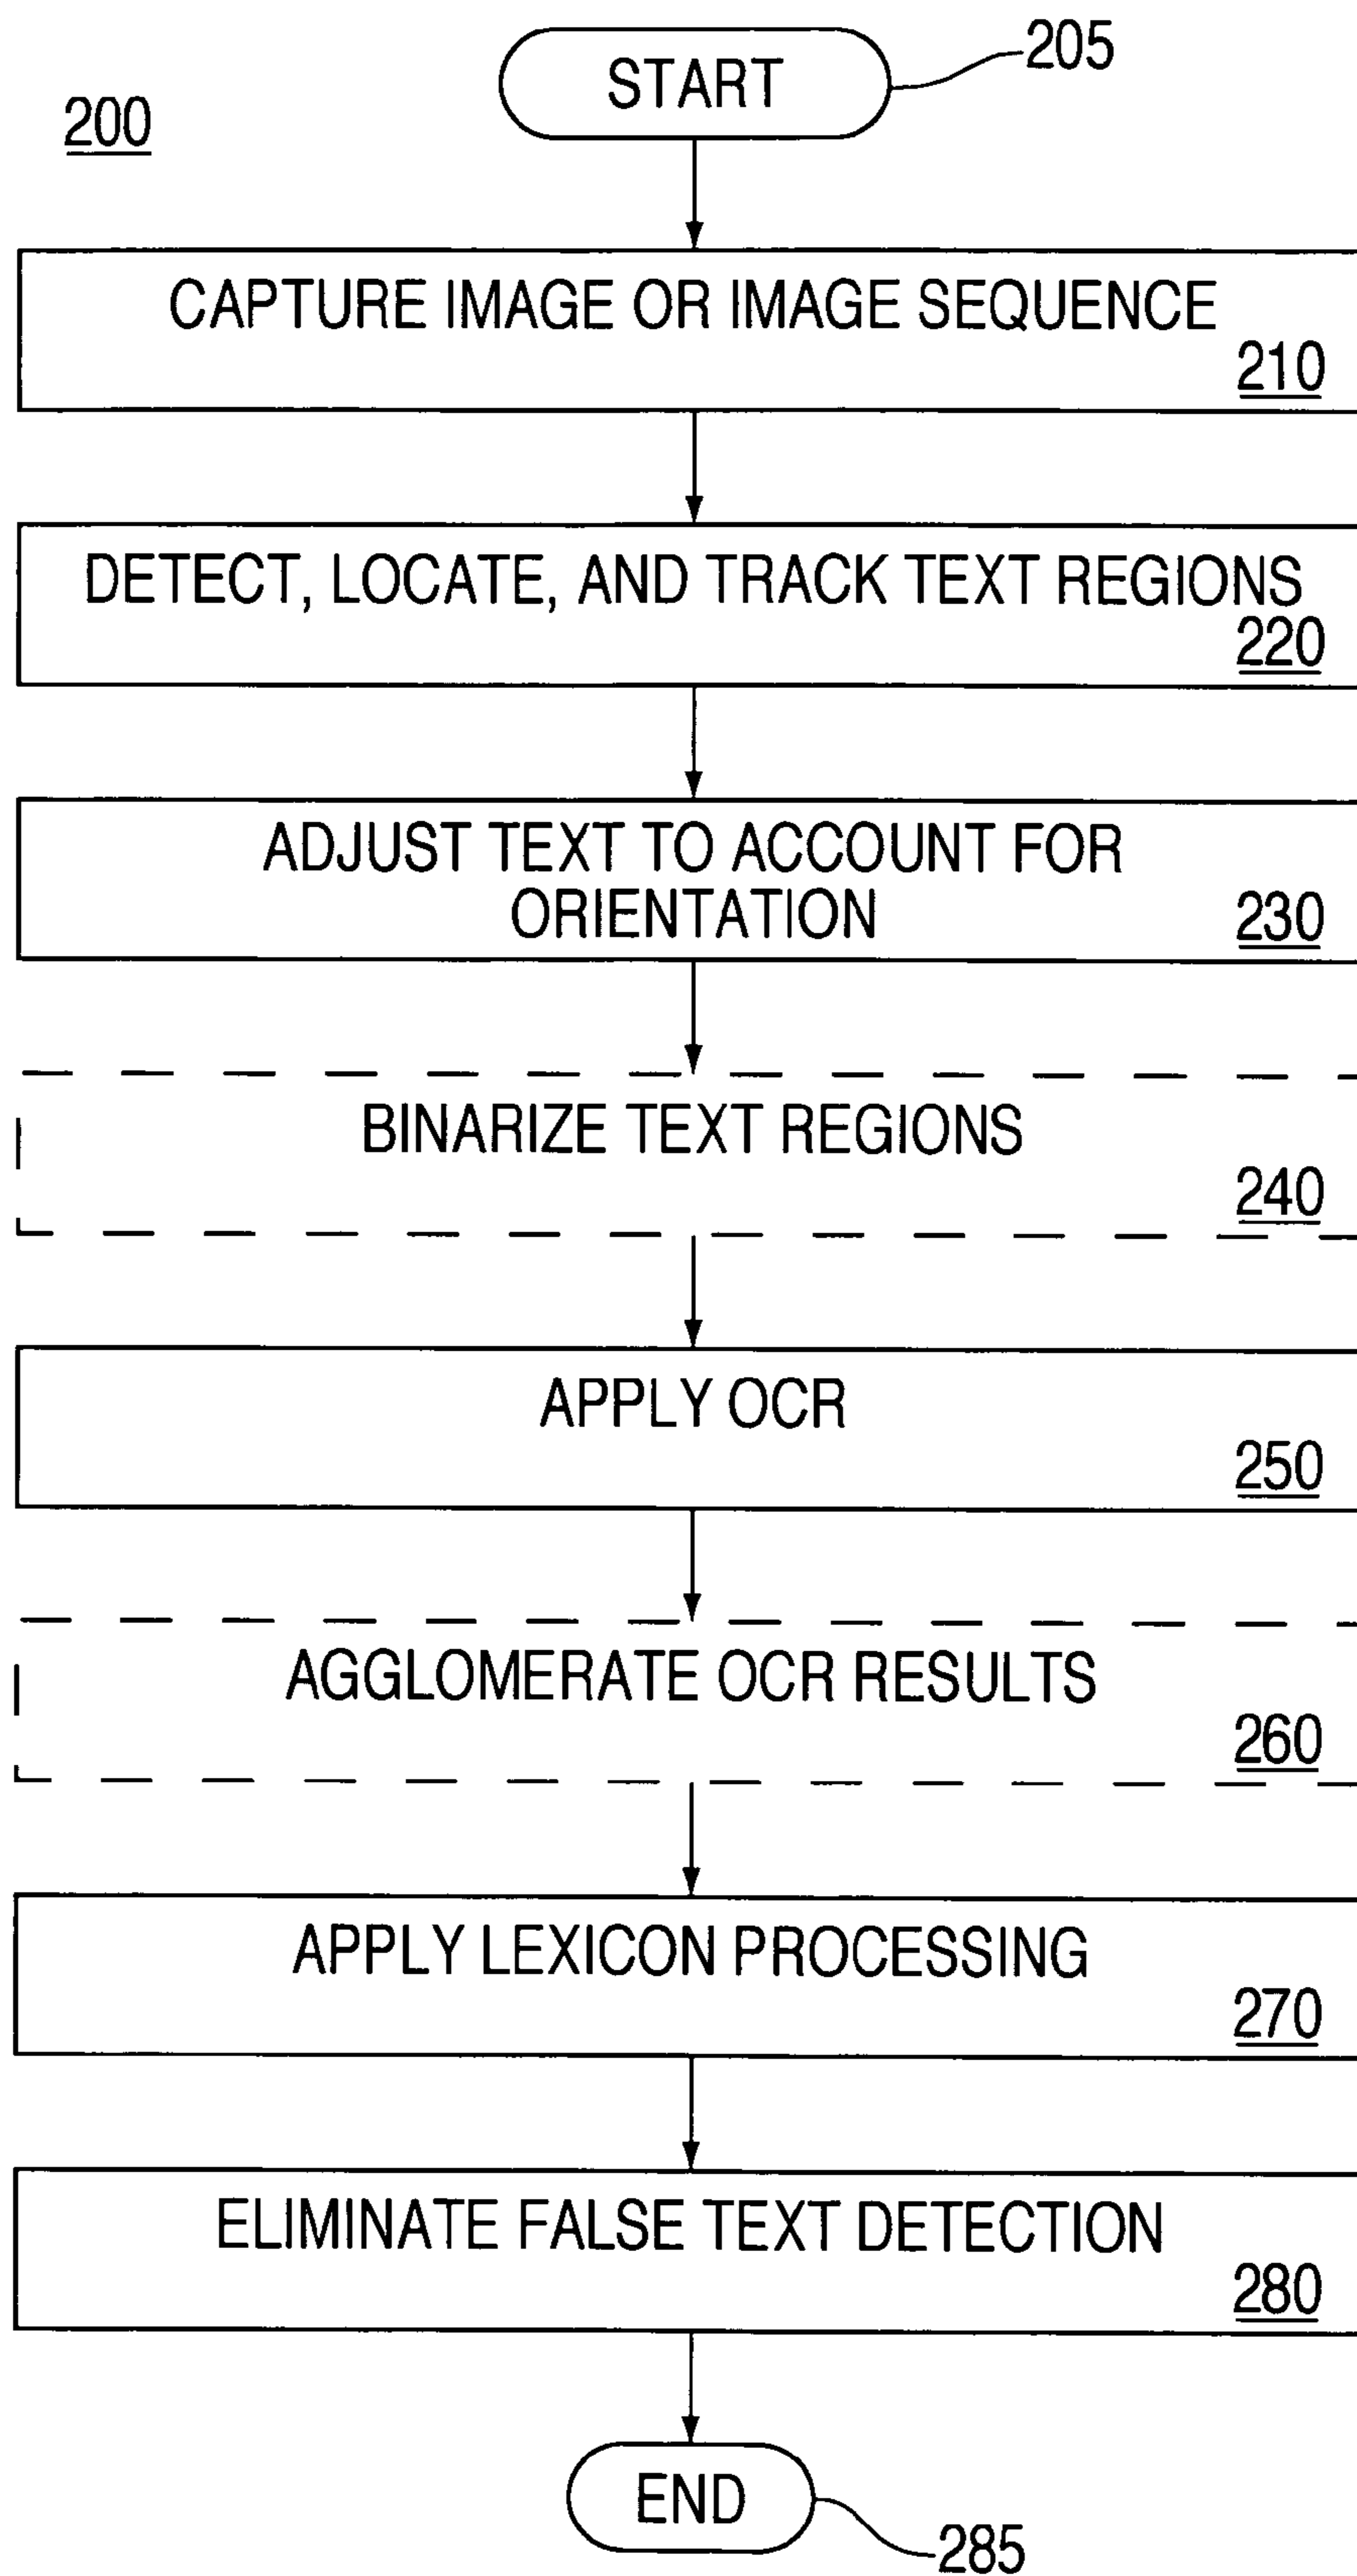 START
205
200
CAPTURE IMAGE OR IMAGE SEQUENCE
210
DETECT, LOCATE, AND TRACK TEXT REGIONS
220
ADJUST TEXT TO ACCOUNT FOR
ORIENTATION
230
BINARIZE TEXT REGIONS
240
APPLY OCR
250
AGGLOMERATE OCR RESULTS
260
APPLY LEXICON PROCESSING
270
ELIMINATE FALSE TEXT DETECTION
280
END
285